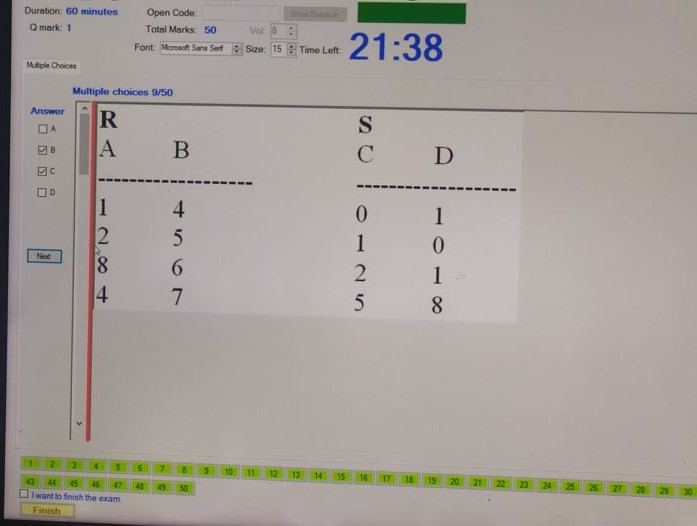 Duration: 60 minutes
Open Code:
Show Question
Q mark: 1
Total Marks: 50
Vol: 8
Font: Microsoft Sans Serif
Size: 15
Time Left: 21:38
Multiple Choices
Multiple choices 9/50
Answer
A
B
C
D
Next
R S
A B C D
-------------------- --------------------
1 4 0 1
2 5 1 0
8 6 2 1
4 7 5 8
1 2 3 4 5 6 7 8 9 10 11 12 13 14 15 16 17 18 19 20 21 22 23 24 25 26 27 28 29 30
43 44 45 46 47 48 49 50
I want to finish the exam.
Finish